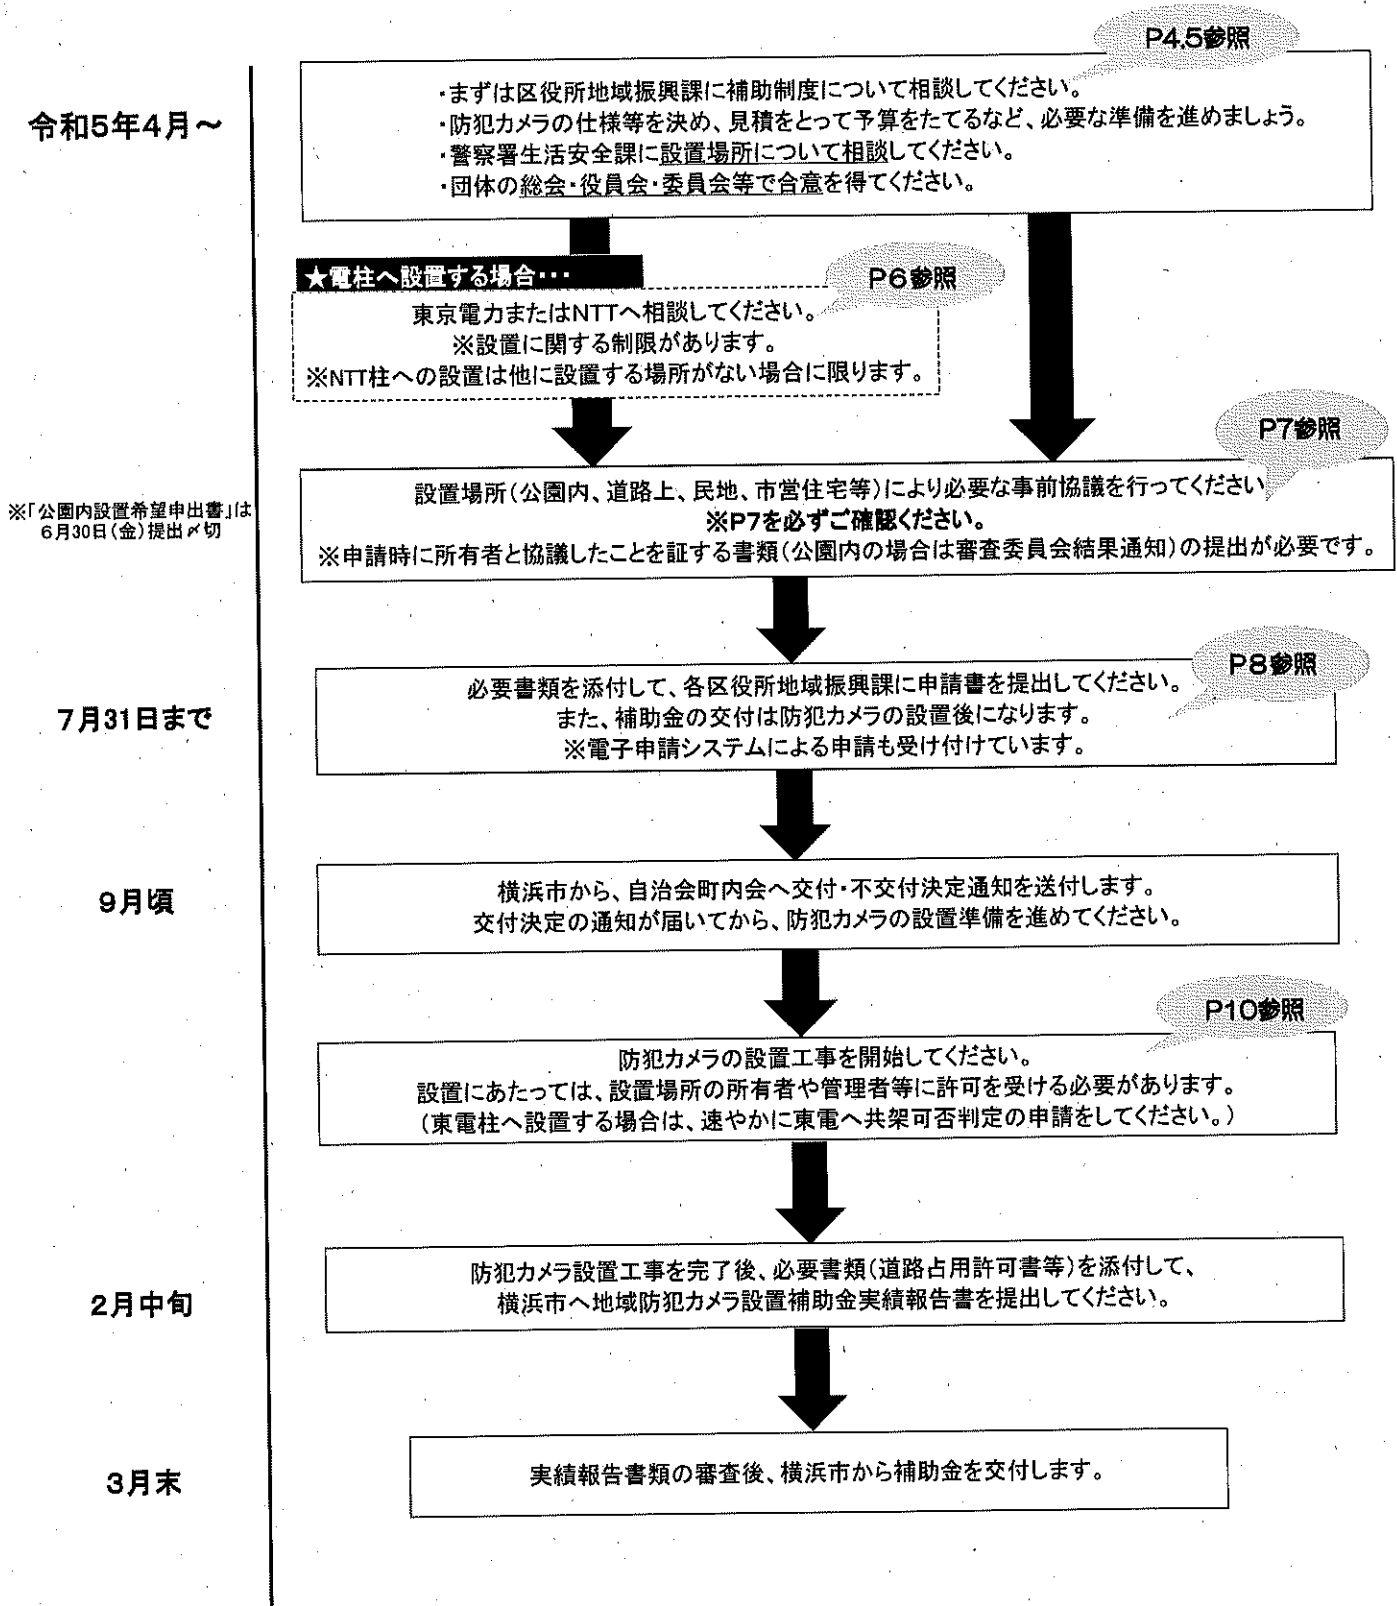 P4,5参照
令和5年4月～
・まずは区役所地域振興課に補助制度について相談してください。
・防犯カメラの仕様等を決め、見積をとって予算をたてるなど、必要な準備を進めましょう。
・警察署生活安全課に設置場所について相談してください。
・団体の総会・役員会・委員会等で合意を得てください。
★電柱へ設置する場合・・・
P6参照
東京電力またはNTTへ相談してください。
※設置に関する制限があります。
※NTT柱への設置は他に設置する場所がない場合に限ります。
P7参照
※「公園内設置希望申出書」は
6月30日(金)提出〆切
設置場所(公園内、道路上、民地、市営住宅等)により必要な事前協議を行ってください
※P7を必ずご確認ください。
※申請時に所有者と協議したことを証する書類(公園内の場合は審査委員会結果通知)の提出が必要です。
P8参照
7月31日まで
必要書類を添付して、各区役所地域振興課に申請書を提出してください。
また、補助金の交付は防犯カメラの設置後になります。
※電子申請システムによる申請も受け付けています。
9月頃
横浜市から、自治会町内会へ交付・不交付決定通知を送付します。
交付決定の通知が届いてから、防犯カメラの設置準備を進めてください。
P10参照
防犯カメラの設置工事を開始してください。
設置にあたっては、設置場所の所有者や管理者等に許可を受ける必要があります。
(東電柱へ設置する場合は、速やかに東電へ共架可否判定の申請をしてください。)
2月中旬
防犯カメラ設置工事を完了後、必要書類(道路占用許可書等)を添付して、
横浜市へ地域防犯カメラ設置補助金実績報告書を提出してください。
3月末
実績報告書類の審査後、横浜市から補助金を交付します。